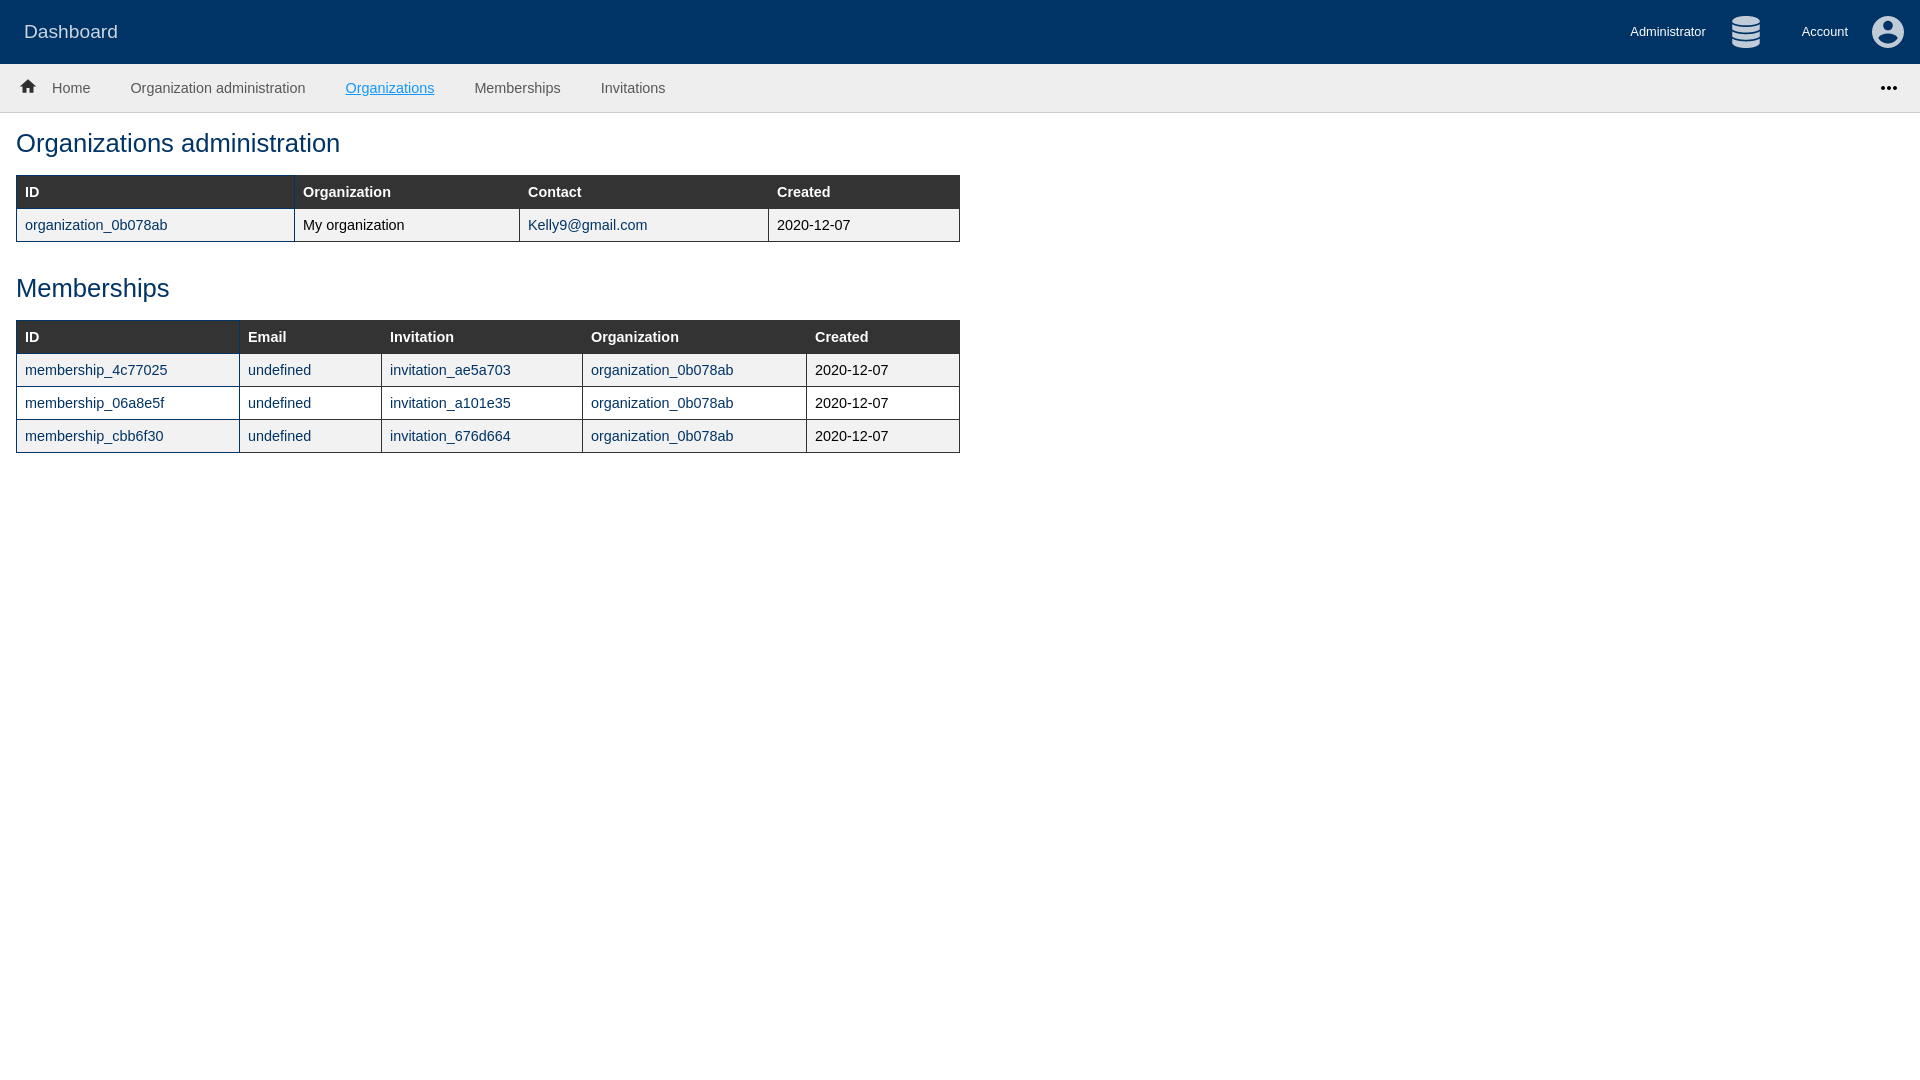 Dashboard Administrator Account
Home Organization administration Organizations Memberships Invitations
Organizations administration
ID Organization Contact Created
organization_0b078ab My organization Kelly9@gmail.com 2020-12-07
Memberships
ID Email Invitation Organization Created
membership_4c77025 undefined invitation_ae5a703 organization_0b078ab 2020-12-07
membership_06a8e5f undefined invitation_a101e35 organization_0b078ab 2020-12-07
membership_cbb6f30 undefined invitation_676d664 organization_0b078ab 2020-12-07